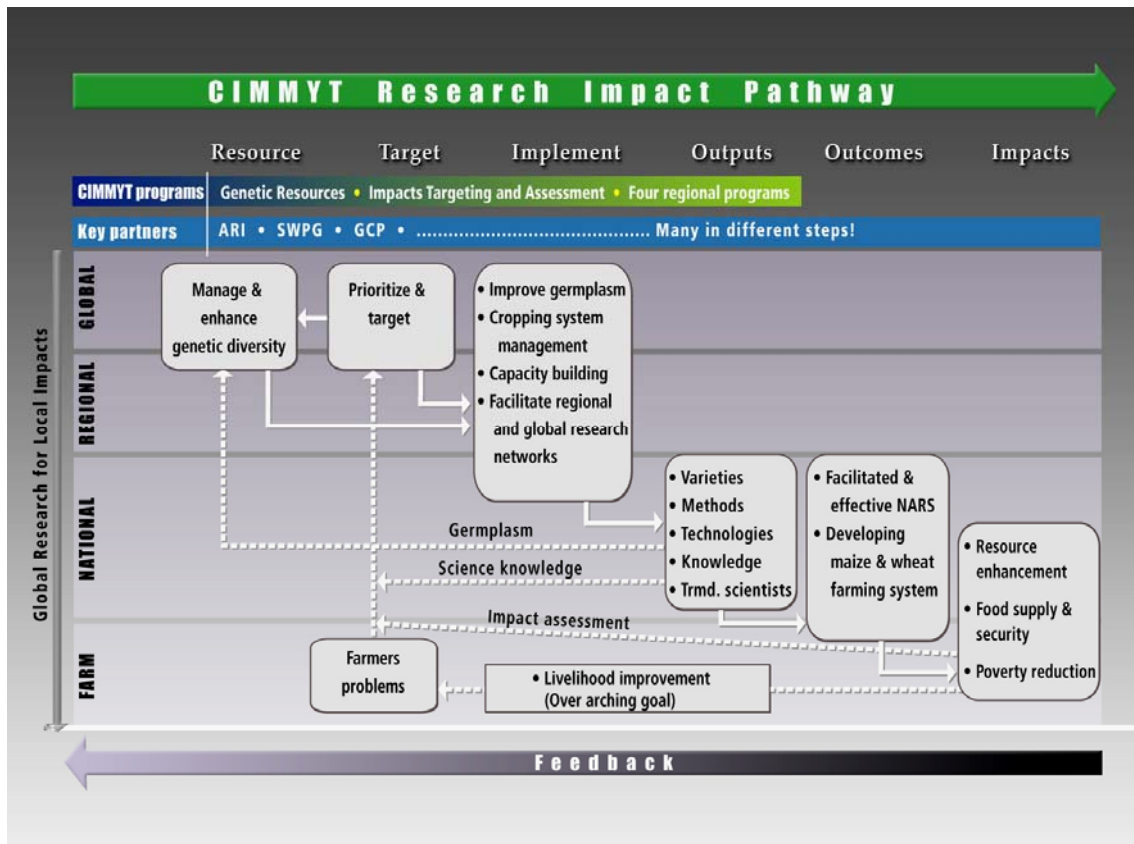 CIMMYT Research Impact Pathway
Resource Target Implement Outputs Outcomes Impacts
CIMMYT programs Genetic Resources • Impacts Targeting and Assessment • Four regional programs
Key partners ARI • SWPG • GCP • ............................................. Many in different steps!
Global Research for Local Impacts
GLOBAL
REGIONAL
NATIONAL
FARM
Manage &
enhance
genetic diversity
Prioritize &
target
• Improve germplasm
• Cropping system
management
• Capacity building
• Facilitate regional
and global research
networks
• Varieties
• Methods
• Technologies
• Knowledge
• Trmd. scientists
• Facilitated &
effective NARS
• Developing
maize & wheat
farming system
• Resource
enhancement
• Food supply &
security
• Poverty reduction
Germplasm
Science knowledge
Impact assessment
Farmers
problems
• Livelihood improvement
(Over arching goal)
Feedback